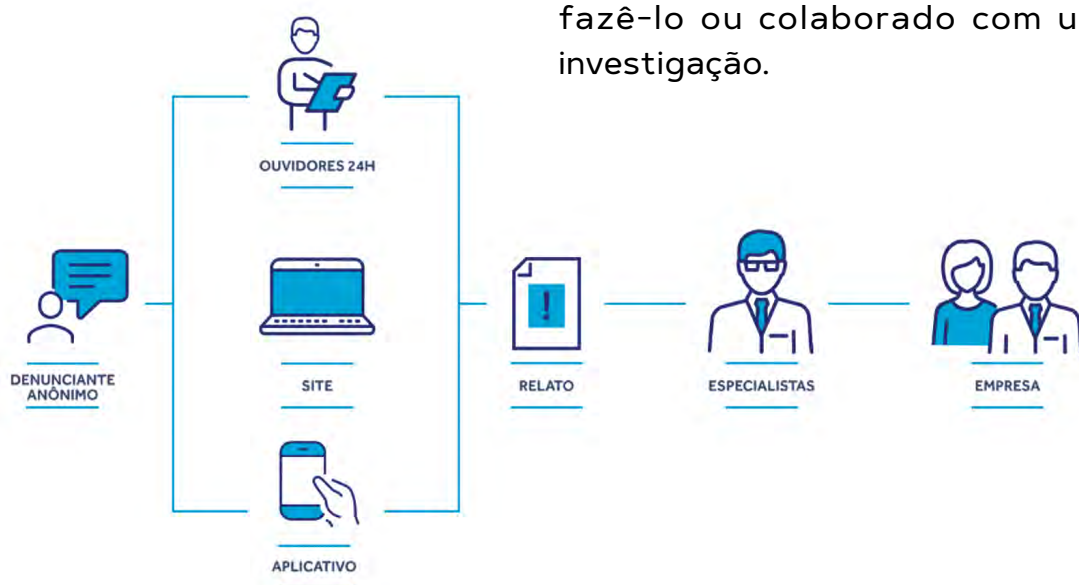 fazê-lo ou colaborado com
investigação.
OUVIDORES 24H
DENUNCIANTE
ANÔNIMO
SITE
RELATO
ESPECIALISTAS
EMPRESA
APLICATIVO
!